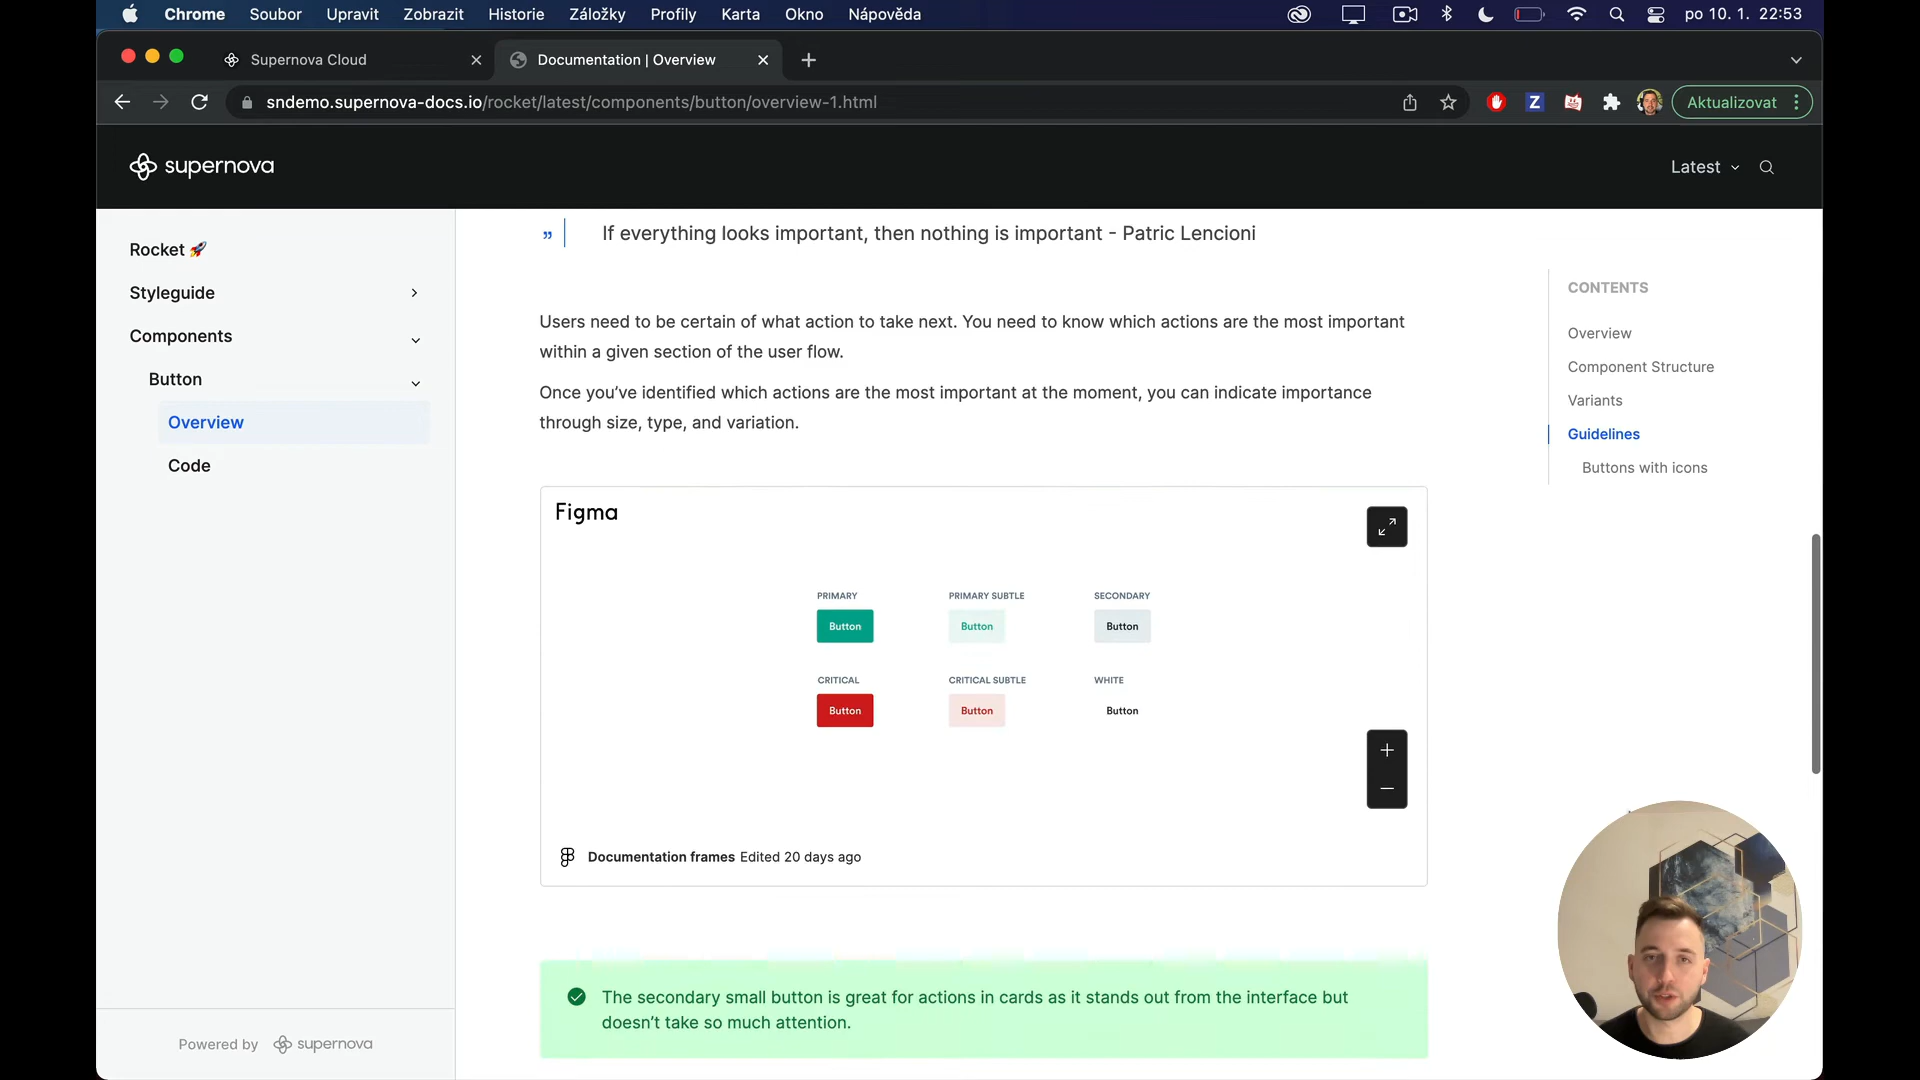 Chrome Soubor Upravit Zobrazit Historie Záložky Profily Karta Okno Nápověda po 10. 1. 22:53
Supernova Cloud Documentation | Overview
sndemo.supernova-docs.io/rocket/latest/components/button/overview-1.html Z Aktualizovat
supernova Latest
Rocket 🚀
Styleguide
Components
Button
Overview
Code
Powered by supernova
” If everything looks important, then nothing is important - Patric Lencioni
Users need to be certain of what action to take next. You need to know which actions are the most important
within a given section of the user flow.
Once you’ve identified which actions are the most important at the moment, you can indicate importance
through size, type, and variation.
Figma
PRIMARY PRIMARY SUBTLE SECONDARY
Button Button Button
CRITICAL CRITICAL SUBTLE WHITE
Button Button Button
Documentation frames Edited 20 days ago
The secondary small button is great for actions in cards as it stands out from the interface but
doesn’t take so much attention.
CONTENTS
Overview
Component Structure
Variants
Guidelines
Buttons with icons